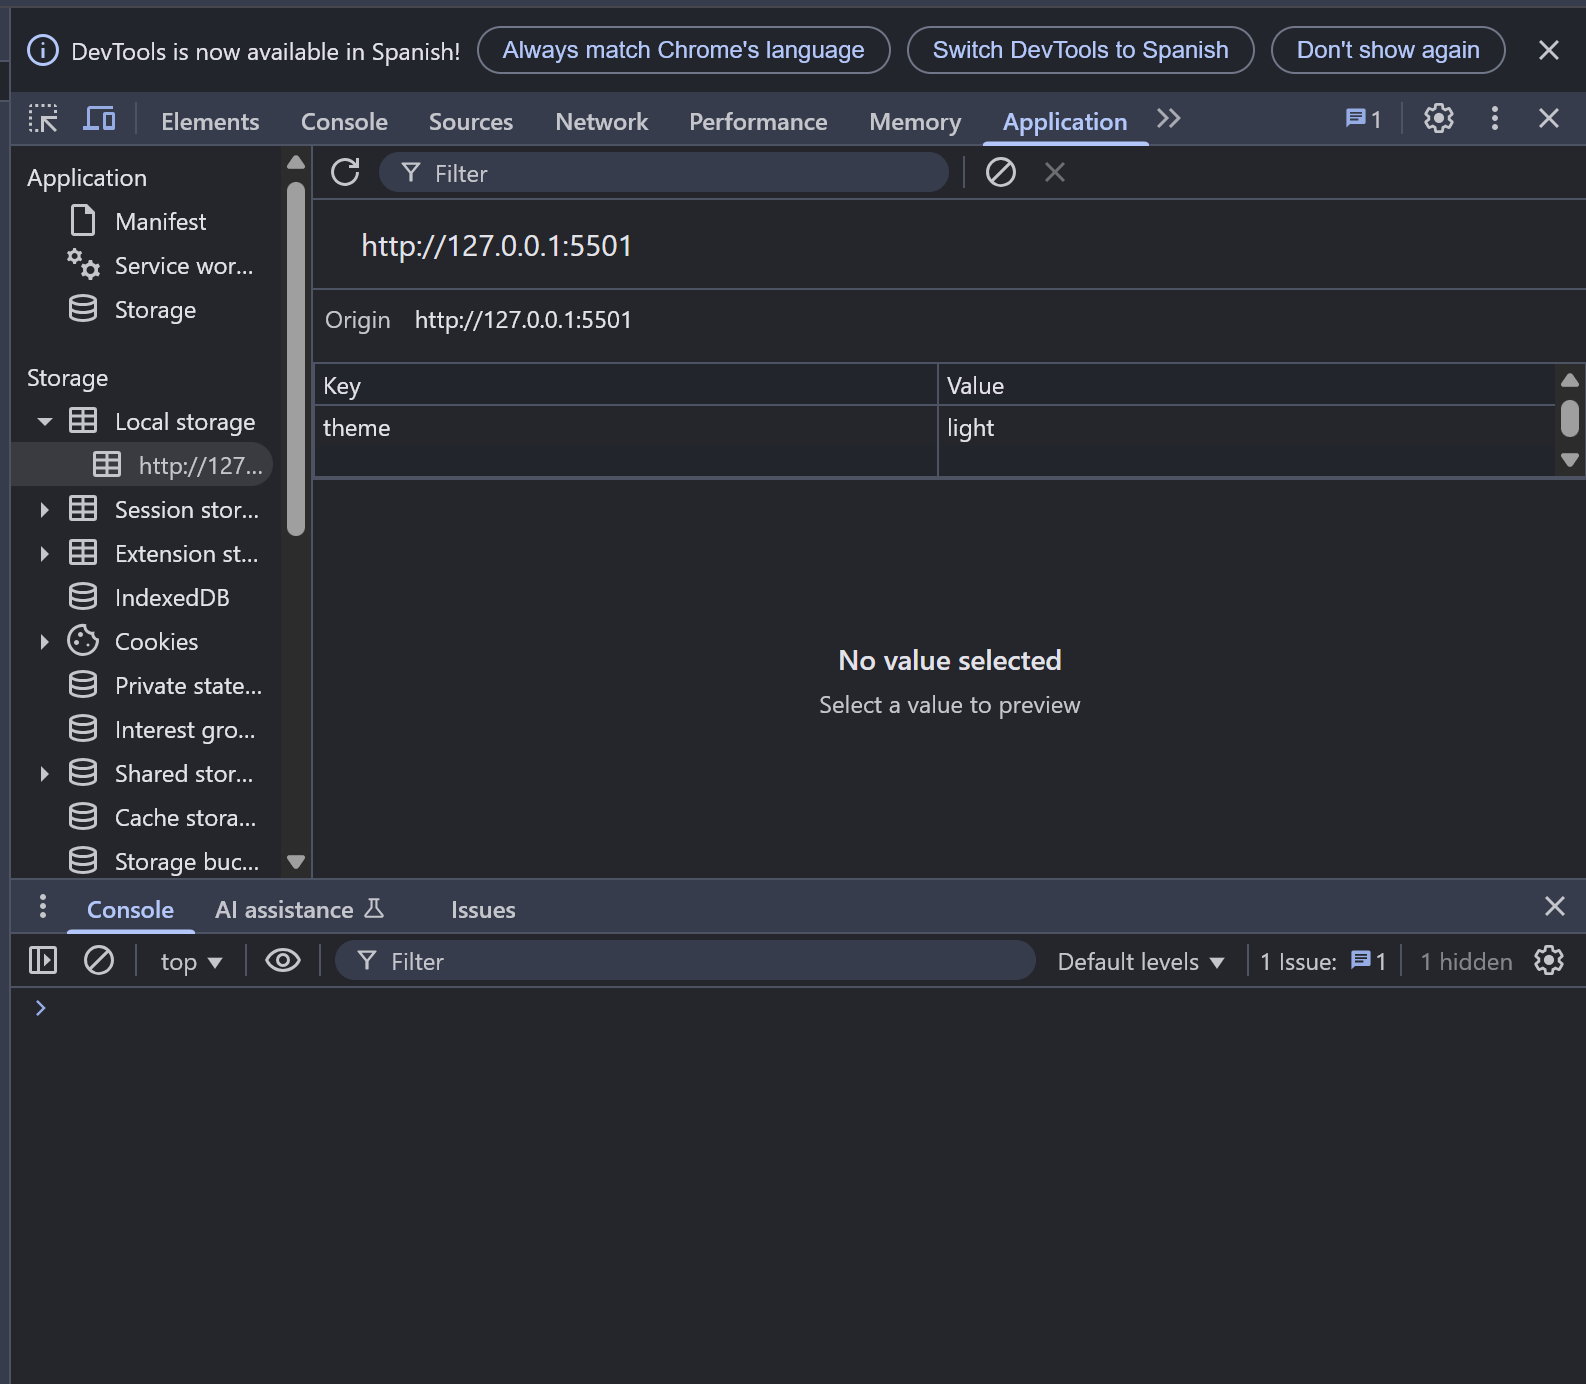 DevTools is now available in Spanish! Always match Chrome's language Switch DevTools to Spanish Don't show again
Elements Console Sources Network Performance Memory Application 1
Application
Manifest
Service wor...
Storage
Storage
Local storage
http://127...
Session stor...
Extension st...
IndexedDB
Cookies
Private state...
Interest gro...
Shared stor...
Cache stora...
Storage buc...
Filter
http://127.0.0.1:5501
Origin http://127.0.0.1:5501
Key Value
theme light
No value selected
Select a value to preview
Console AI assistance Issues
top Filter Default levels 1 Issue: 1 1 hidden